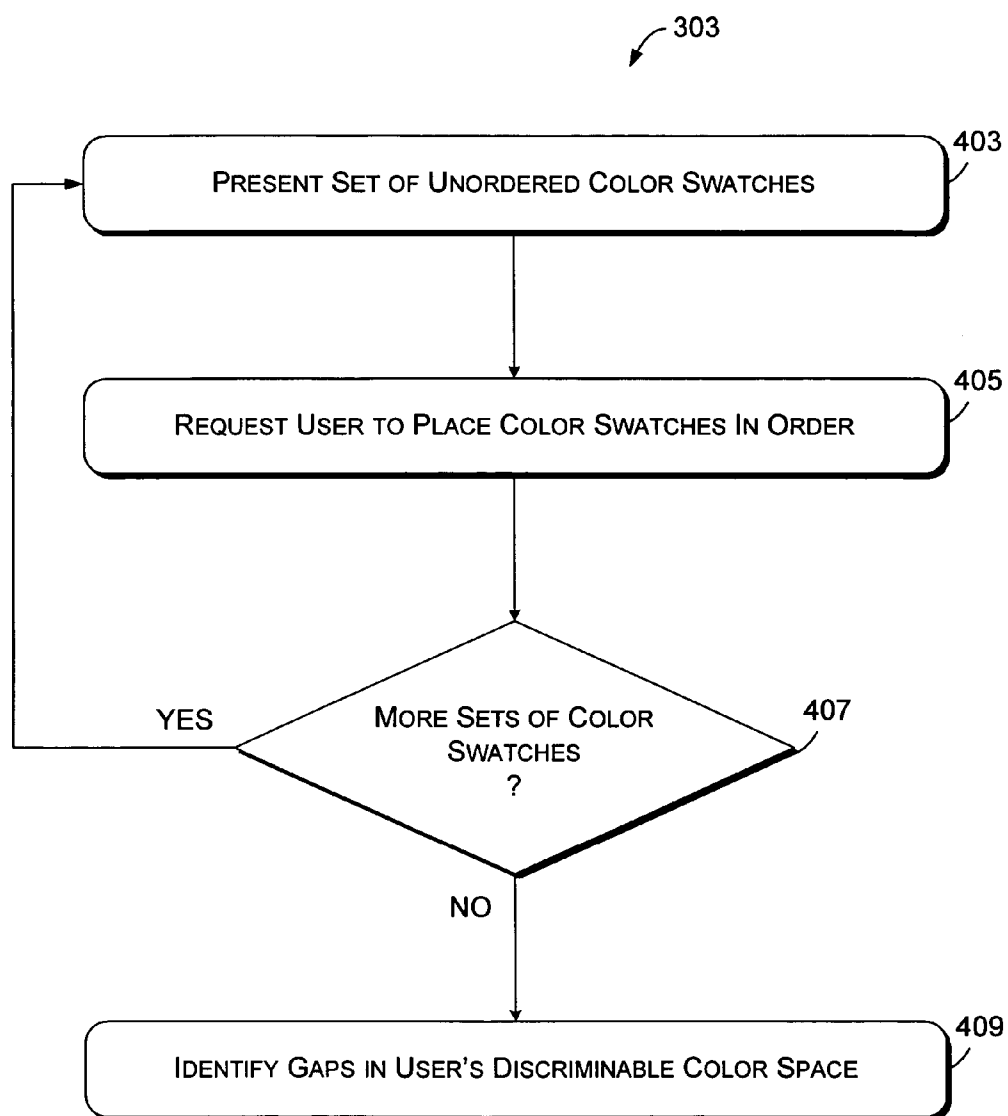 303
403
PRESENT SET OF UNORDERED COLOR SWATCHES
405
REQUEST USER TO PLACE COLOR SWATCHES IN ORDER
YES
MORE SETS OF COLOR
SWATCHES
?
407
NO
409
IDENTIFY GAPS IN USER'S DISCRIMINABLE COLOR SPACE